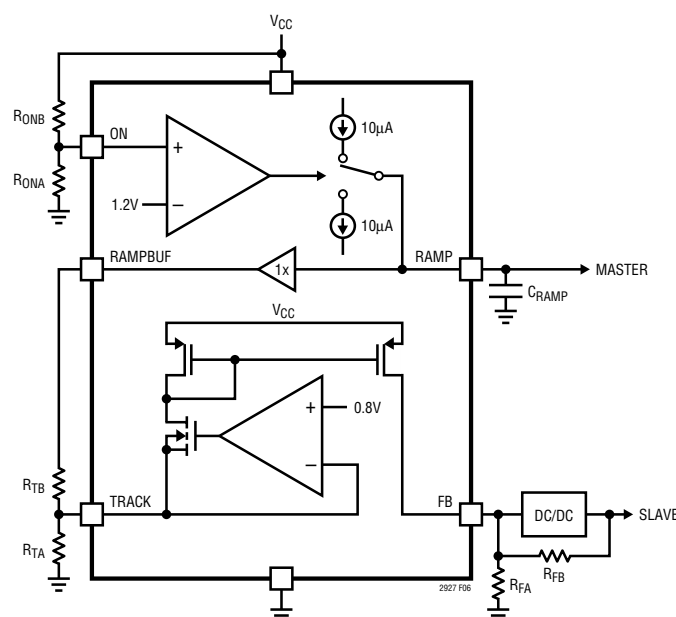 VCC
RONB
ON
10μA
RONA
1.2V
10μA
RAMPBUF
1x
RAMP
MASTER
CRAMP
VCC
0.8V
RTB
TRACK
FB
DC/DC
SLAVE
RTA
RFB
RFA
2927 F06